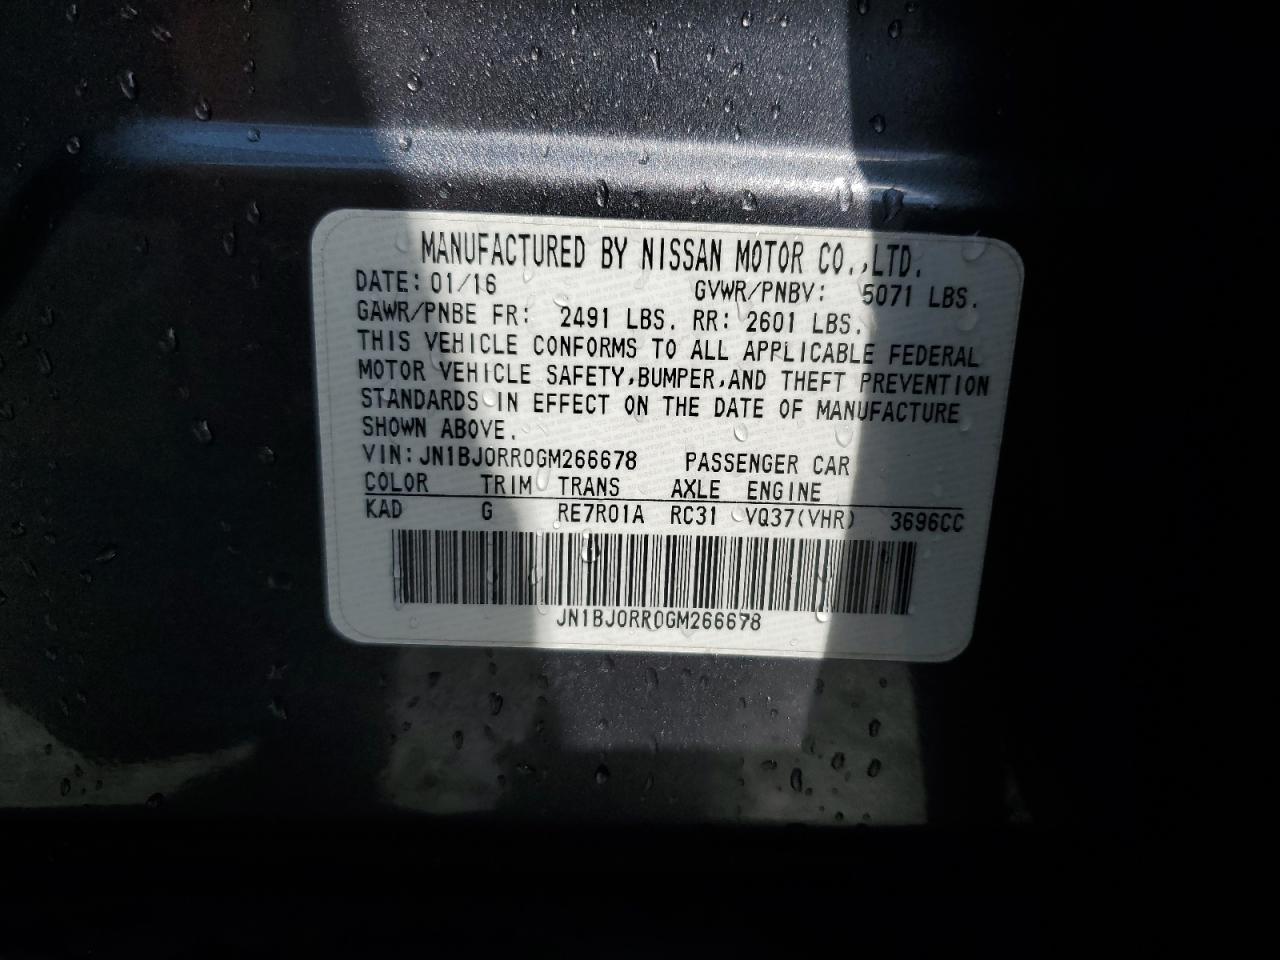 MANUFACTURED BY NISSAN MOTOR CO.,LTD.
DATE: 01/16 GVWR/PNBV: 5071 LBS.
GAWR/PNBE FR: 2491 LBS. RR: 2601 LBS.
THIS VEHICLE CONFORMS TO ALL APPLICABLE FEDERAL
MOTOR VEHICLE SAFETY,BUMPER,AND THEFT PREVENTION
STANDARDS IN EFFECT ON THE DATE OF MANUFACTURE
SHOWN ABOVE.
VIN:JN1BJ0RR0GM266678 PASSENGER CAR
COLOR TRIM TRANS AXLE ENGINE
KAD G RE7R01A RC31 VQ37(VHR) 3696CC
JN1BJ0RR0GM266678